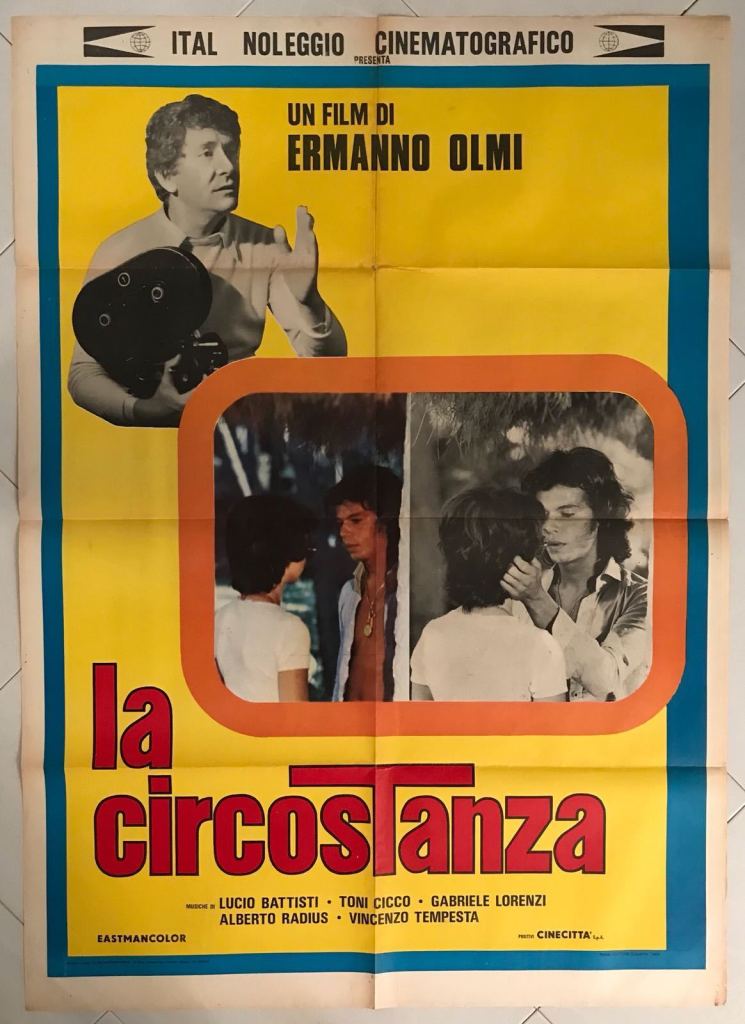 ITAL NOLEGGIO CINEMATOGRAFICO
PRESENTA
UN FILM DI
ERMANNO OLMI
la
circosTanza
MUSICHE DI LUCIO BATTISTI • TONI CICCO • GABRIELE LORENZI
ALBERTO RADIUS • VINCENZO TEMPESTA
EASTMANCOLOR
POSITIVI CINECITTA' S.p.A.